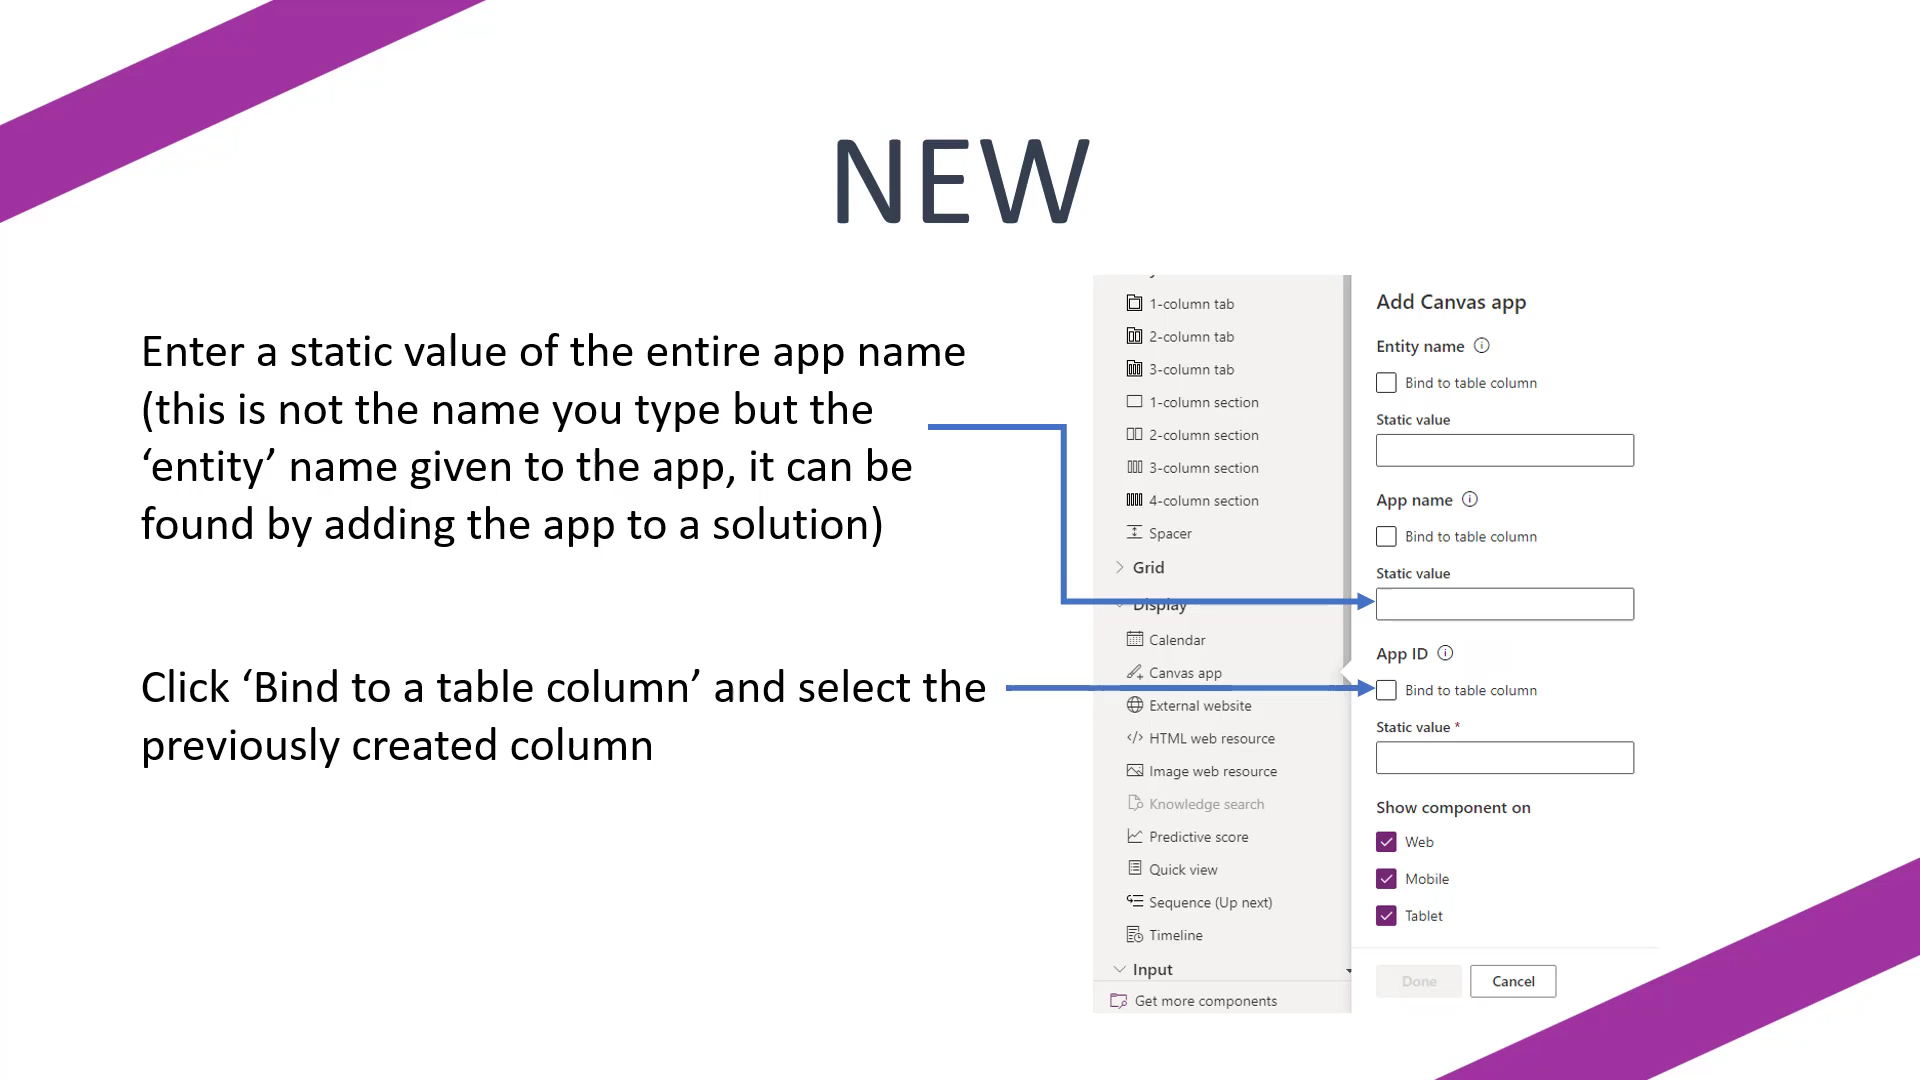 NEW
Enter a static value of the entire app name
(this is not the name you type but the
‘entity’ name given to the app, it can be
found by adding the app to a solution)
Click ‘Bind to a table column’ and select the
previously created column
1-column tab
2-column tab
3-column tab
1-column section
2-column section
3-column section
4-column section
Spacer
Grid
Display
Calendar
Canvas app
External website
HTML web resource
Image web resource
Knowledge search
Predictive score
Quick view
Sequence (Up next)
Timeline
Input
Get more components
Add Canvas app
Entity name
Bind to table column
Static value
App name
Bind to table column
Static value
App ID
Bind to table column
Static value *
Show component on
Web
Mobile
Tablet
Done
Cancel